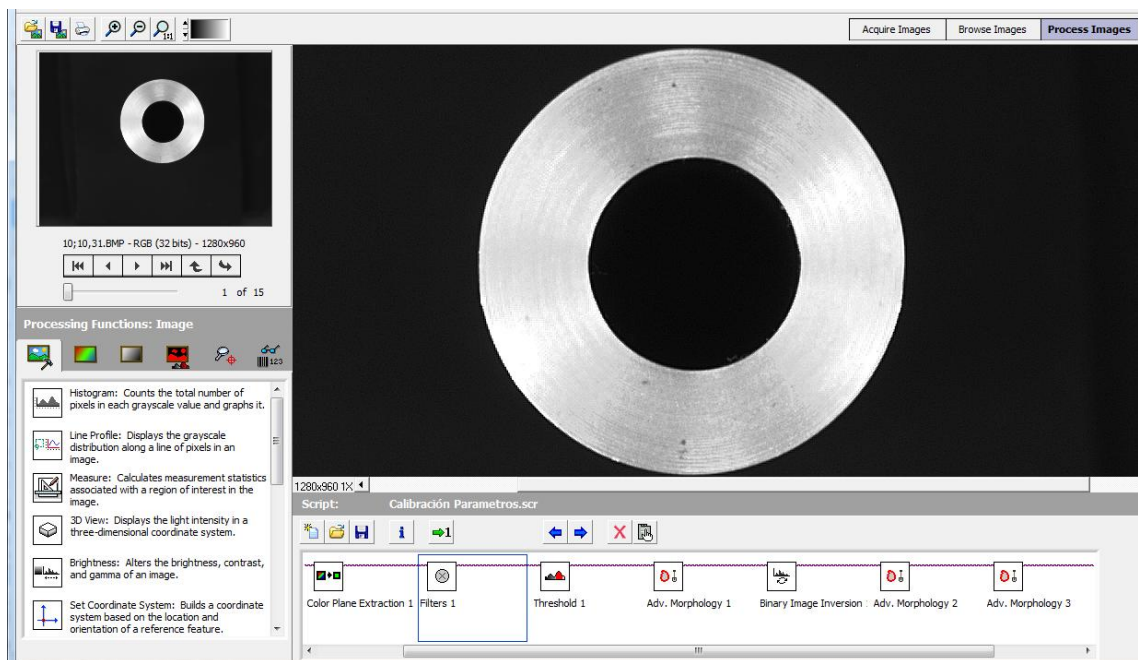 1:1
Acquire Images
Browse Images
Process Images
10;10,31.BMP - RGB (32 bits) - 1280x960
1 of 15
Processing Functions: Image
123
Histogram: Counts the total number of
pixels in each grayscale value and graphs it.
Line Profile: Displays the grayscale
distribution along a line of pixels in an
image.
Measure: Calculates measurement statistics
associated with a region of interest in the
image.
3D View: Displays the light intensity in a
three-dimensional coordinate system.
Brightness: Alters the brightness, contrast,
and gamma of an image.
Set Coordinate System: Builds a coordinate
system based on the location and
orientation of a reference feature.
1280x960 1X
Script: Calibración Parametros.scr
1
Color Plane Extraction 1
Filters 1
Threshold 1
Adv. Morphology 1
Binary Image Inversion
Adv. Morphology 2
Adv. Morphology 3